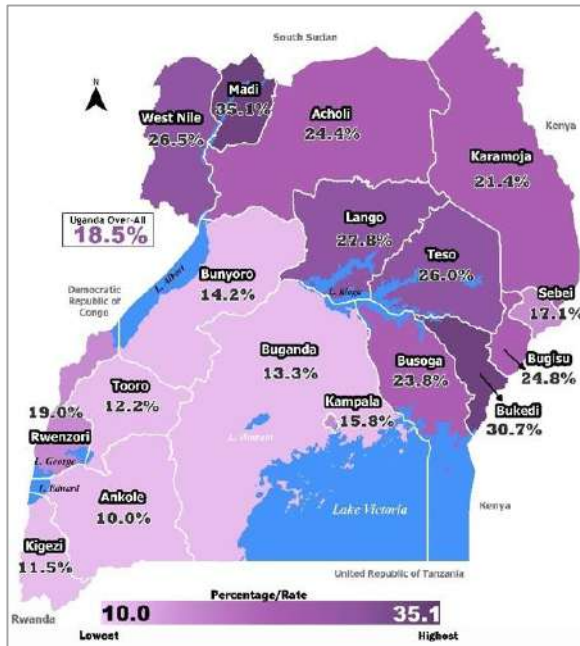 South Sudan
N
Madi
35.1%
West Nile
26.5%
Acholi
24.4%
Kenya
Karamoja
21.4%
Uganda Over-All
18.5%
Lango
27.8%
Teso
26.0%
L. Albert
Bunyoro
14.2%
L. Kioga
Sebei
17.1%
Democratic
Republic of
Congo
Buganda
13.3%
Busoga
23.8%
Bugisu
24.8%
Tooro
12.2%
19.0%
Rwenzori
Kampala
15.8%
Bukedi
30.7%
L. George
L. Edward
Ankole
10.0%
Lake Victoria
Kenya
Kigezi
11.5%
United Republic of Tanzania
Rwanda
Percentage/Rate
10.0
35.1
Lowest
Highest